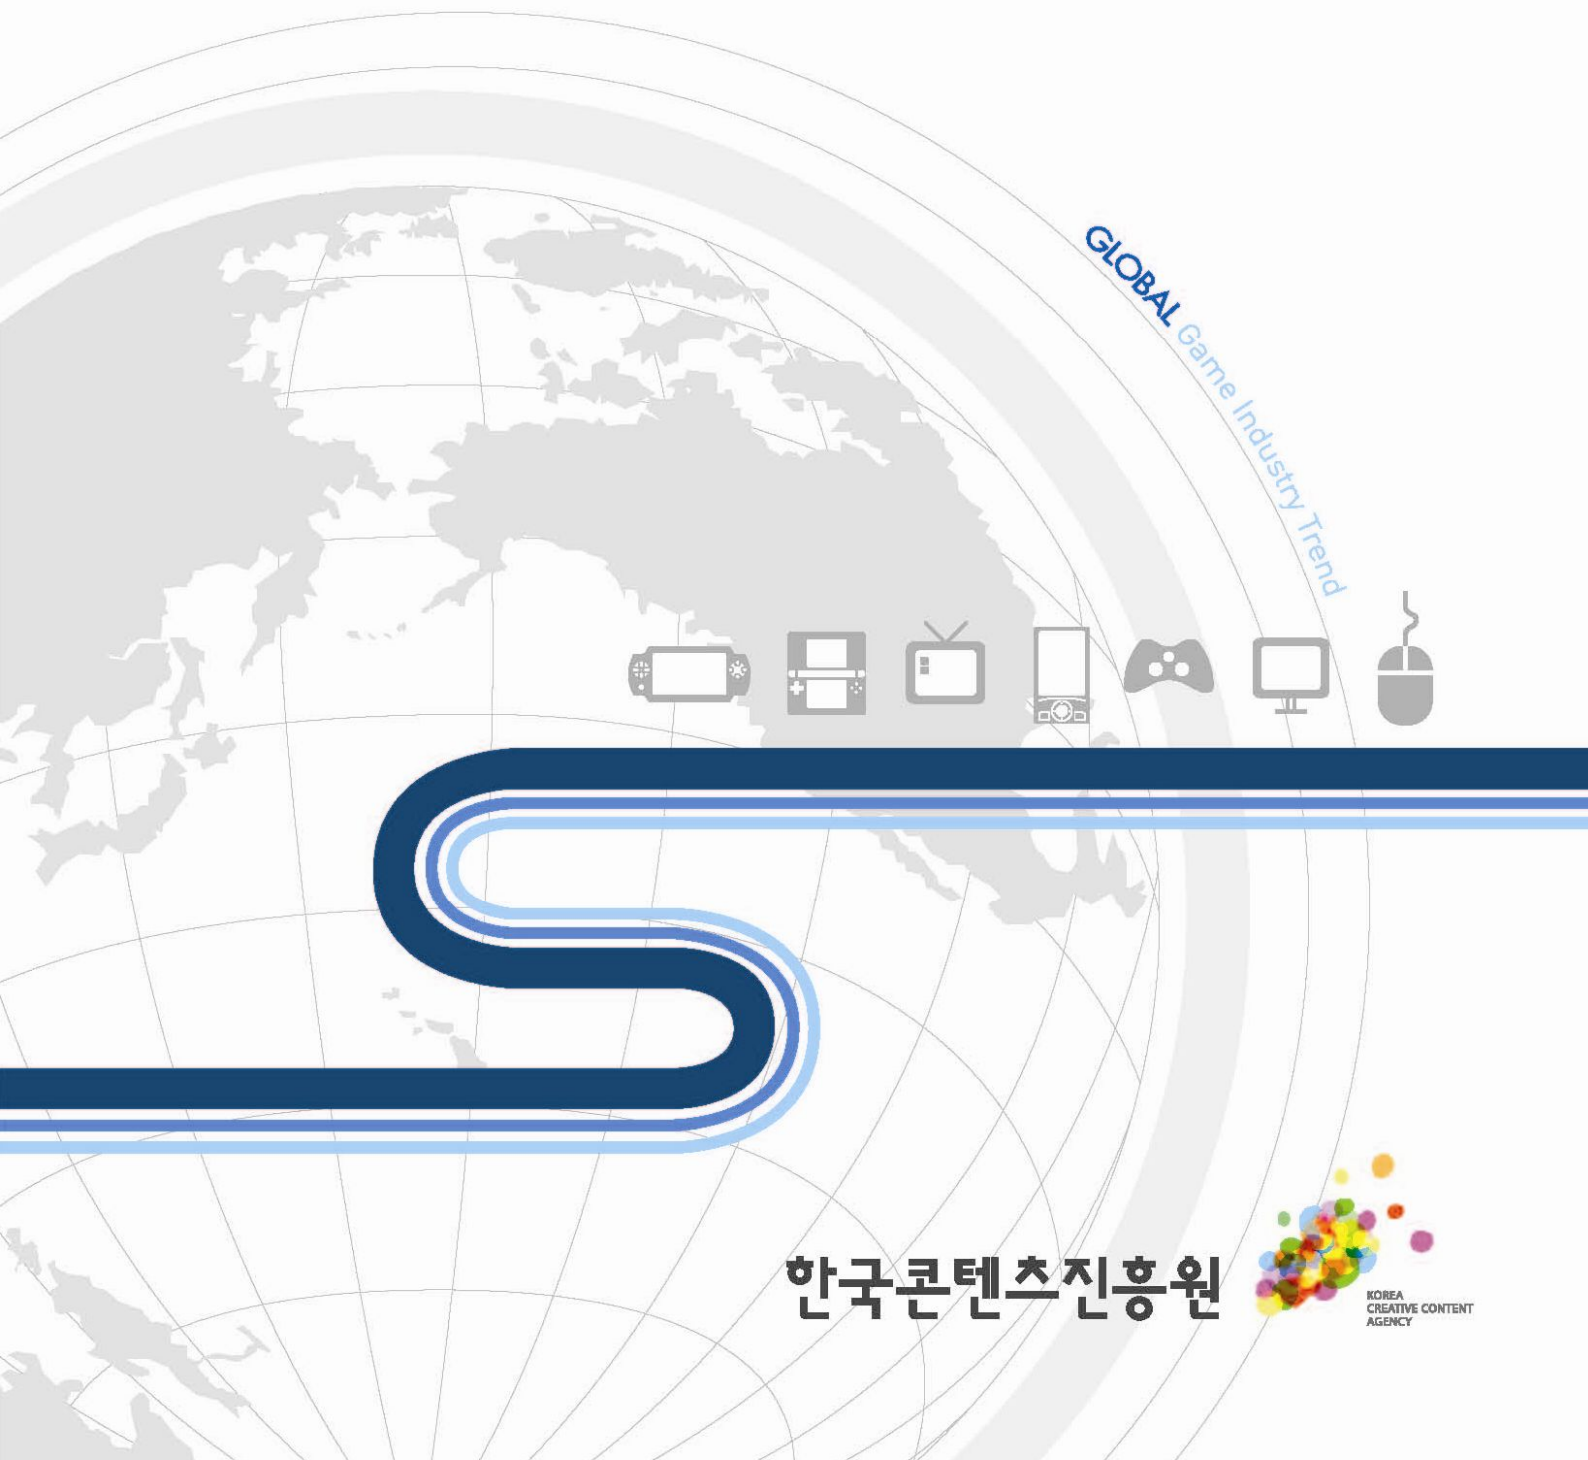 GLOBAL Game Industry Trend
한국콘텐츠진흥원
KOREA
CREATIVE CONTENT
AGENCY